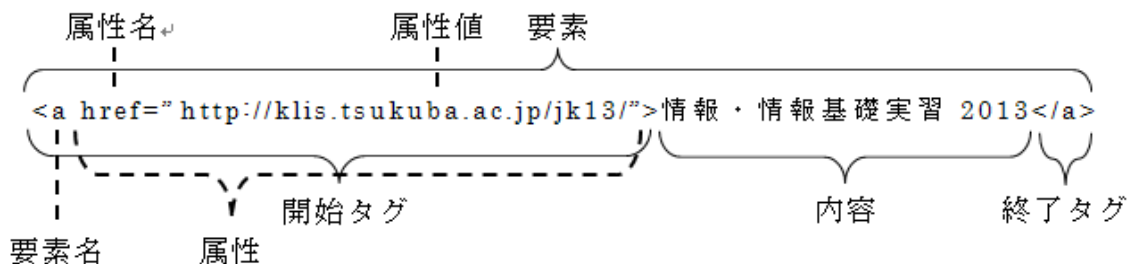 属性名↵ 属性値 要素
<a href=”http://klis.tsukuba.ac.jp/jk13/”>情報・情報基礎実習 2013</a>
開始タグ 内容 終了タグ
要素名 属性